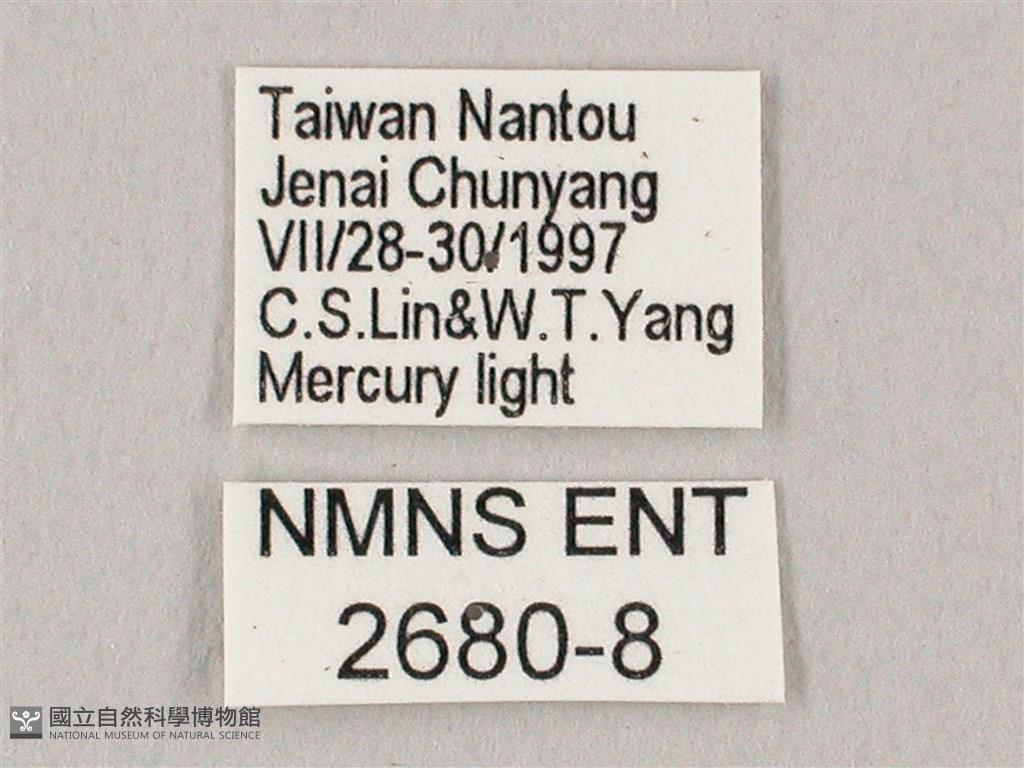 Taiwan Nantou
Jenai Chunyang
VII/28-30/1997
C.S.Lin&W.T.Yang
Mercury light
NMNS ENT
2680-8
國立自然科學博物館
NATIONAL MUSEUM OF NATURAL SCIENCE